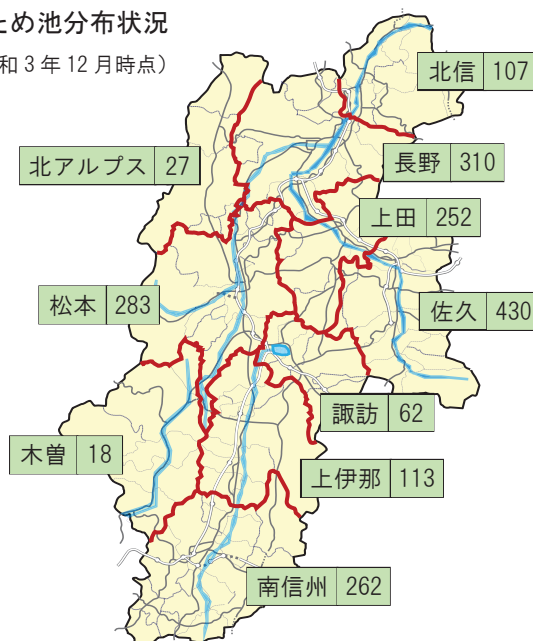 ため池分布状況
和3年12月時点）
北信 107
北アルプス 27
長野 310
上田 252
松本 283
佐久 430
諏訪 62
木曽 18
上伊那 113
南信州 262